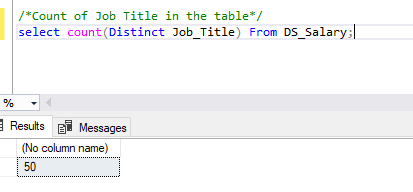 /*Count of Job Title in the table*/
select count(Distinct Job_Title) From DS_Salary;
%
Results Messages
(No column name)
50